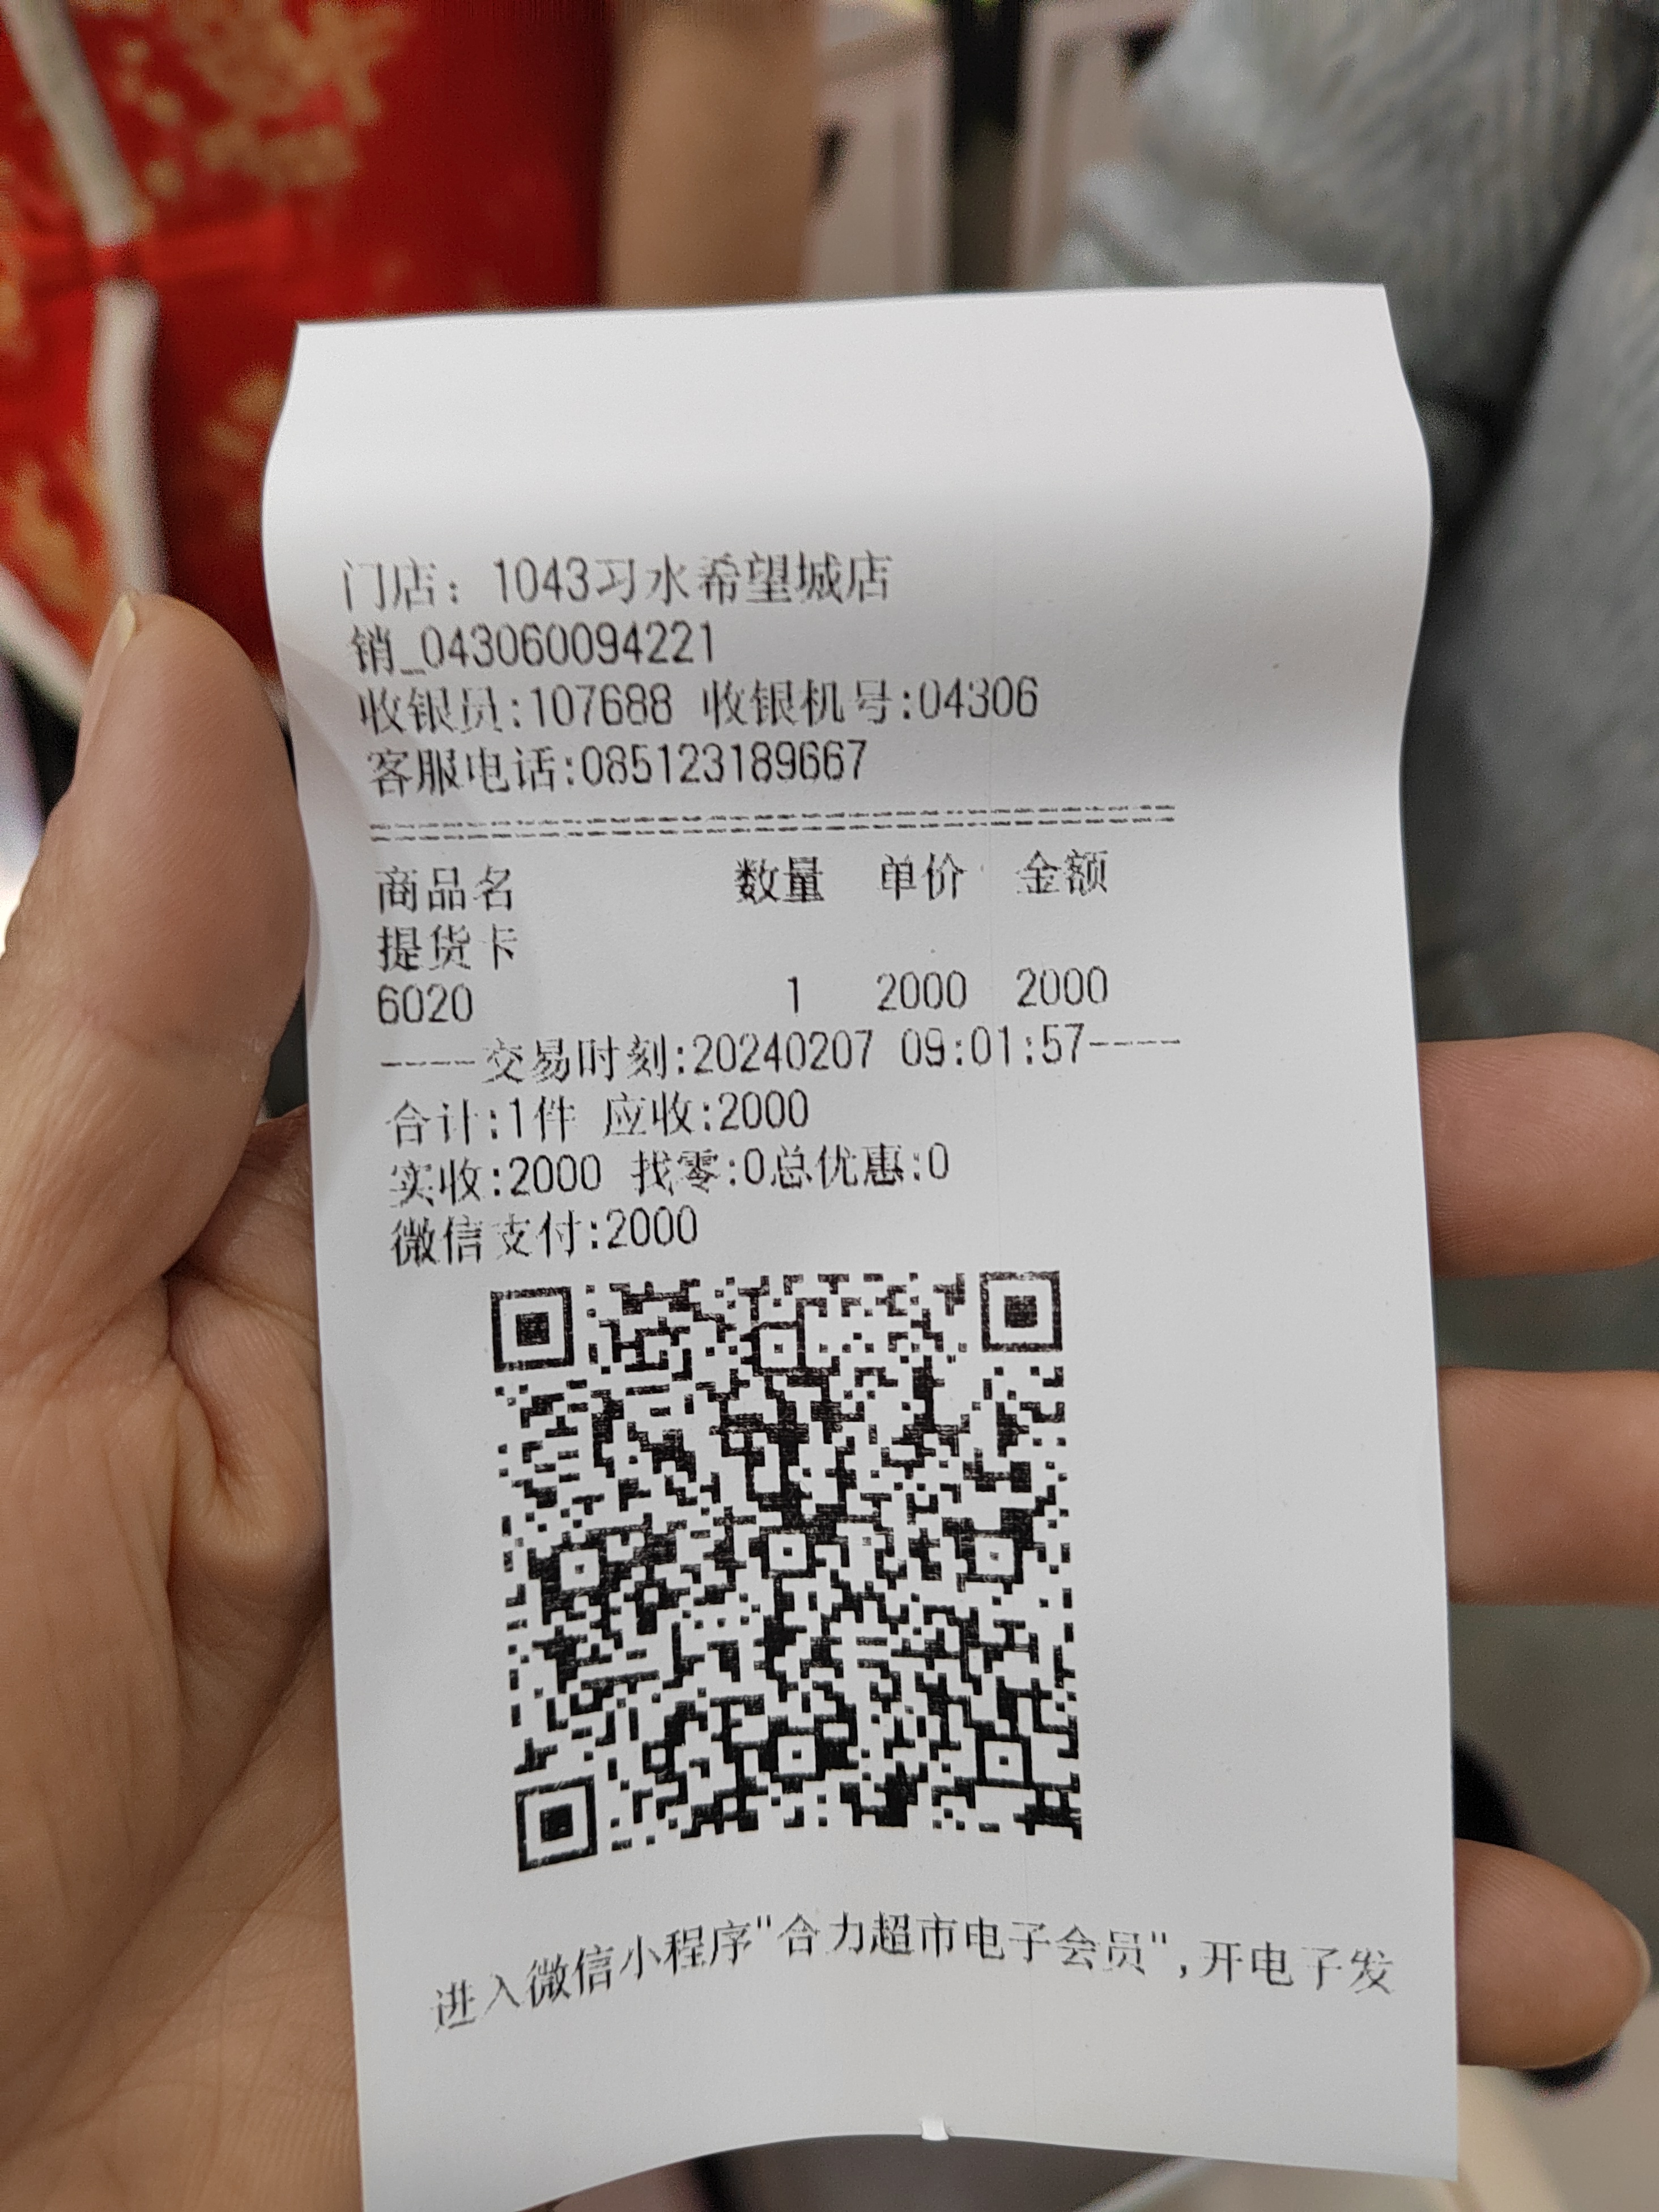 门店：1043习水希望城店
销_043060094221
收银员:107688 收银机号:04306
客服电话:085123189667
================================
商品名 数量 单价 金额
提货卡
6020 1 2000 2000
----交易时刻:20240207 09:01:57----
合计:1件 应收:2000
实收:2000 找零:0总优惠:0
微信支付:2000
进入微信小程序"合力超市电子会员",开电子发